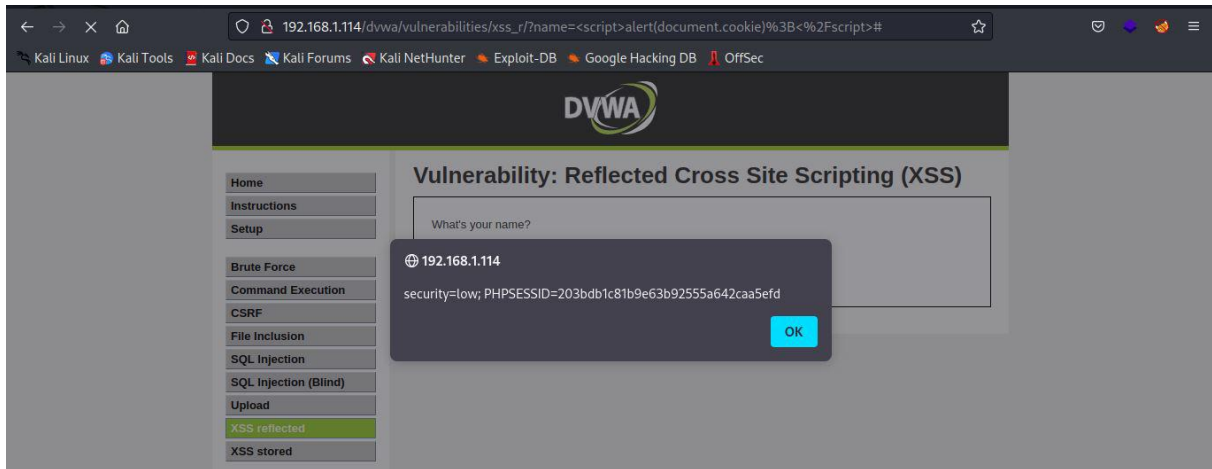 192.168.1.114/dvwa/vulnerabilities/xss_r/?name=<script>alert(document.cookie)%3B<%2Fscript>#
Kali Linux Kali Tools Kali Docs Kali Forums Kali NetHunter Exploit-DB Google Hacking DB OffSec
DVWA
Home
Instructions
Setup
Brute Force
Command Execution
CSRF
File Inclusion
SQL Injection
SQL Injection (Blind)
Upload
XSS reflected
XSS stored
Vulnerability: Reflected Cross Site Scripting (XSS)
What's your name?
192.168.1.114
security=low; PHPSESSID=203bdb1c81b9e63b92555a642caa5efd
OK